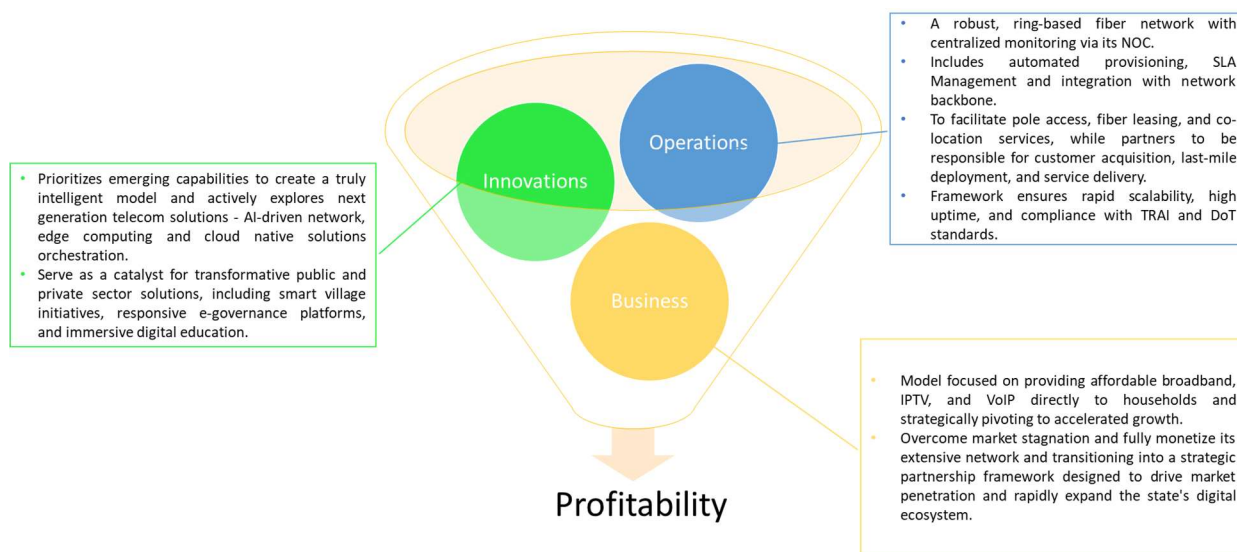 Innovations
Operations
Business
Profitability
• Prioritizes emerging capabilities to create a truly
intelligent model and actively explores next
generation telecom solutions - AI-driven network,
edge computing and cloud native solutions
orchestration.
• Serve as a catalyst for transformative public and
private sector solutions, including smart village
initiatives, responsive e-governance platforms,
and immersive digital education.
• A robust, ring-based fiber network with
centralized monitoring via its NOC.
• Includes automated provisioning, SLA
Management and integration with network
backbone.
• To facilitate pole access, fiber leasing, and co-
location services, while partners to be
responsible for customer acquisition, last-mile
deployment, and service delivery.
• Framework ensures rapid scalability, high
uptime, and compliance with TRAI and DoT
standards.
• Model focused on providing affordable broadband,
IPTV, and VoIP directly to households and
strategically pivoting to accelerated growth.
• Overcome market stagnation and fully monetize its
extensive network and transitioning into a strategic
partnership framework designed to drive market
penetration and rapidly expand the state's digital
ecosystem.